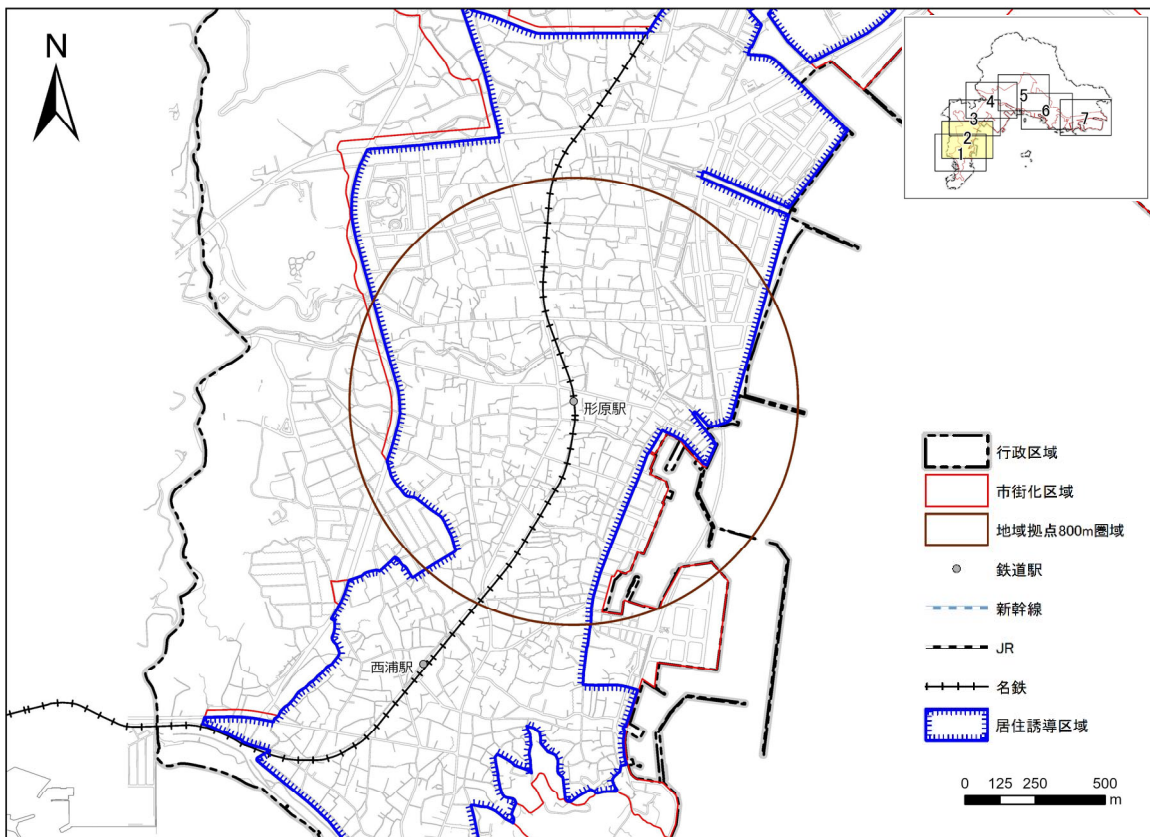 N
1
2
3
4
5
6
7
形原駅
西浦駅
行政区域
市街化区域
地域拠点800m圏域
鉄道駅
新幹線
JR
名鉄
居住誘導区域
0 125 250 500
m